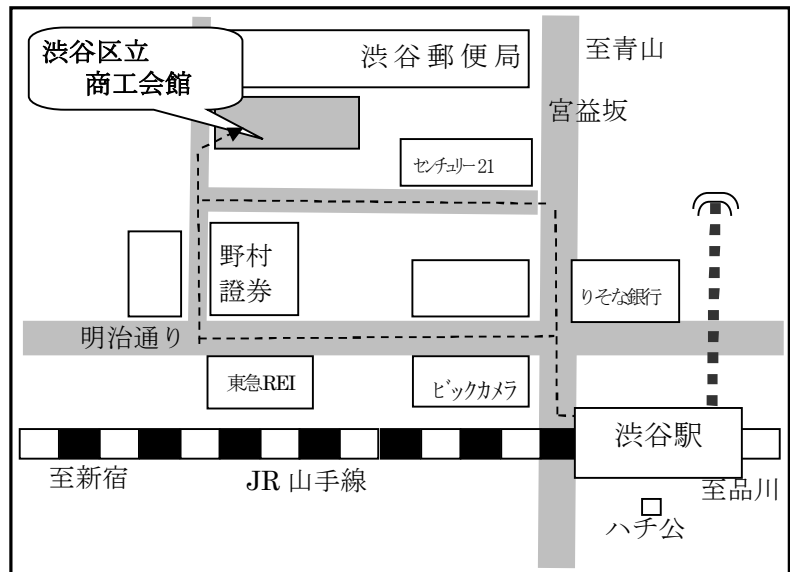 渋谷区立
商工会館
渋谷郵便局
至青山
宮益坂
センチュリー21
野村
證券
りそな銀行
明治通り
東急REI
ビックカメラ
渋谷駅
至新宿
JR 山手線
至品川
ハチ公